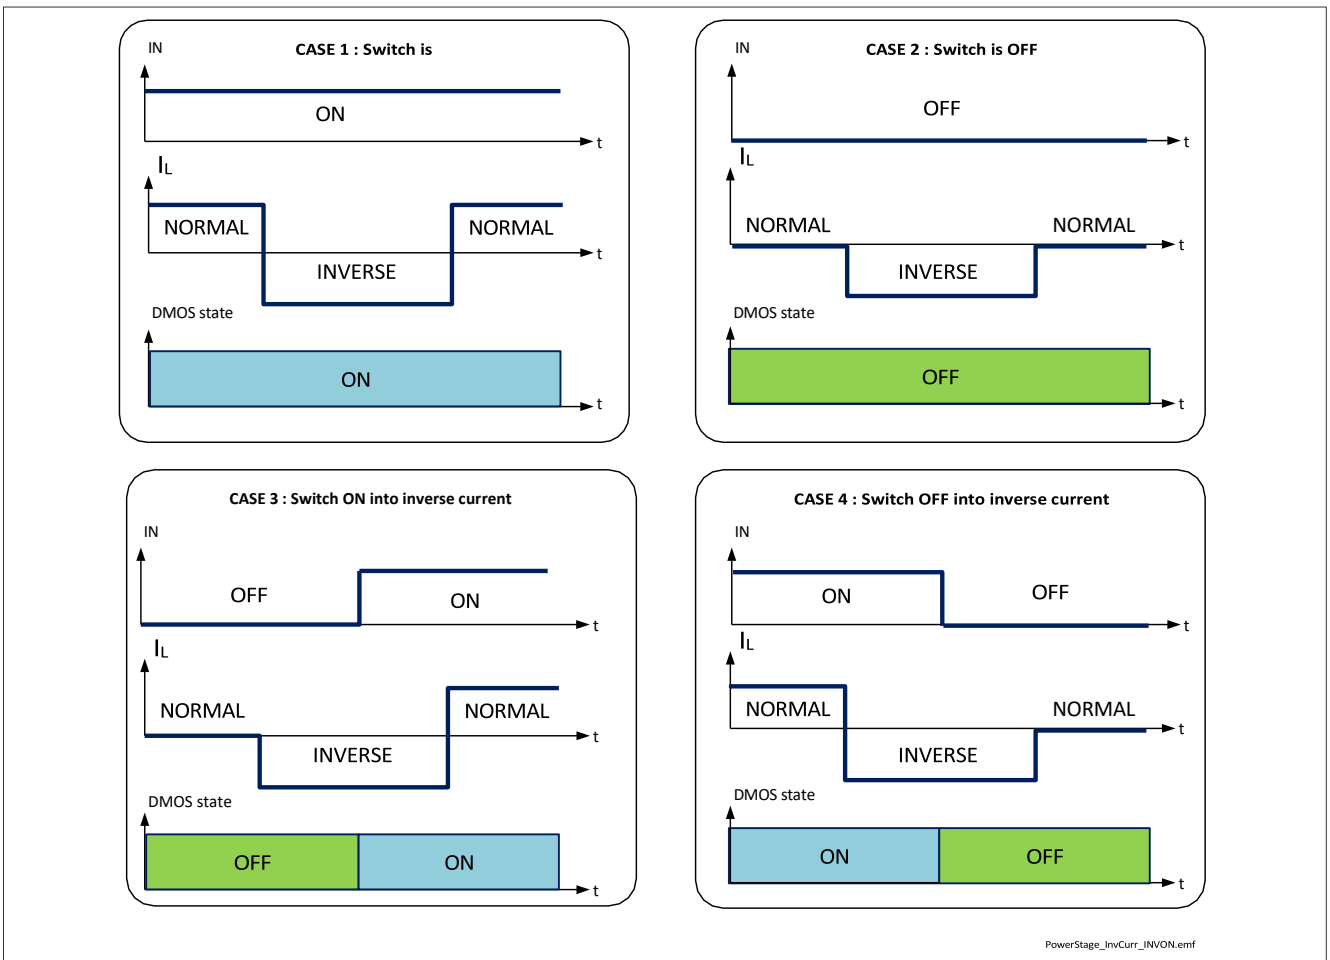 CASE 1 : Switch is
IN
ON
t
IL
NORMAL
NORMAL
t
INVERSE
DMOS state
ON
t
CASE 2 : Switch is OFF
IN
OFF
t
IL
NORMAL
NORMAL
t
INVERSE
DMOS state
OFF
t
CASE 3 : Switch ON into inverse current
IN
OFF
ON
t
IL
NORMAL
NORMAL
t
INVERSE
DMOS state
OFF
ON
t
CASE 4 : Switch OFF into inverse current
IN
ON
OFF
t
IL
NORMAL
NORMAL
t
INVERSE
DMOS state
ON
OFF
t
PowerStage_InvCurr_INVON.emf